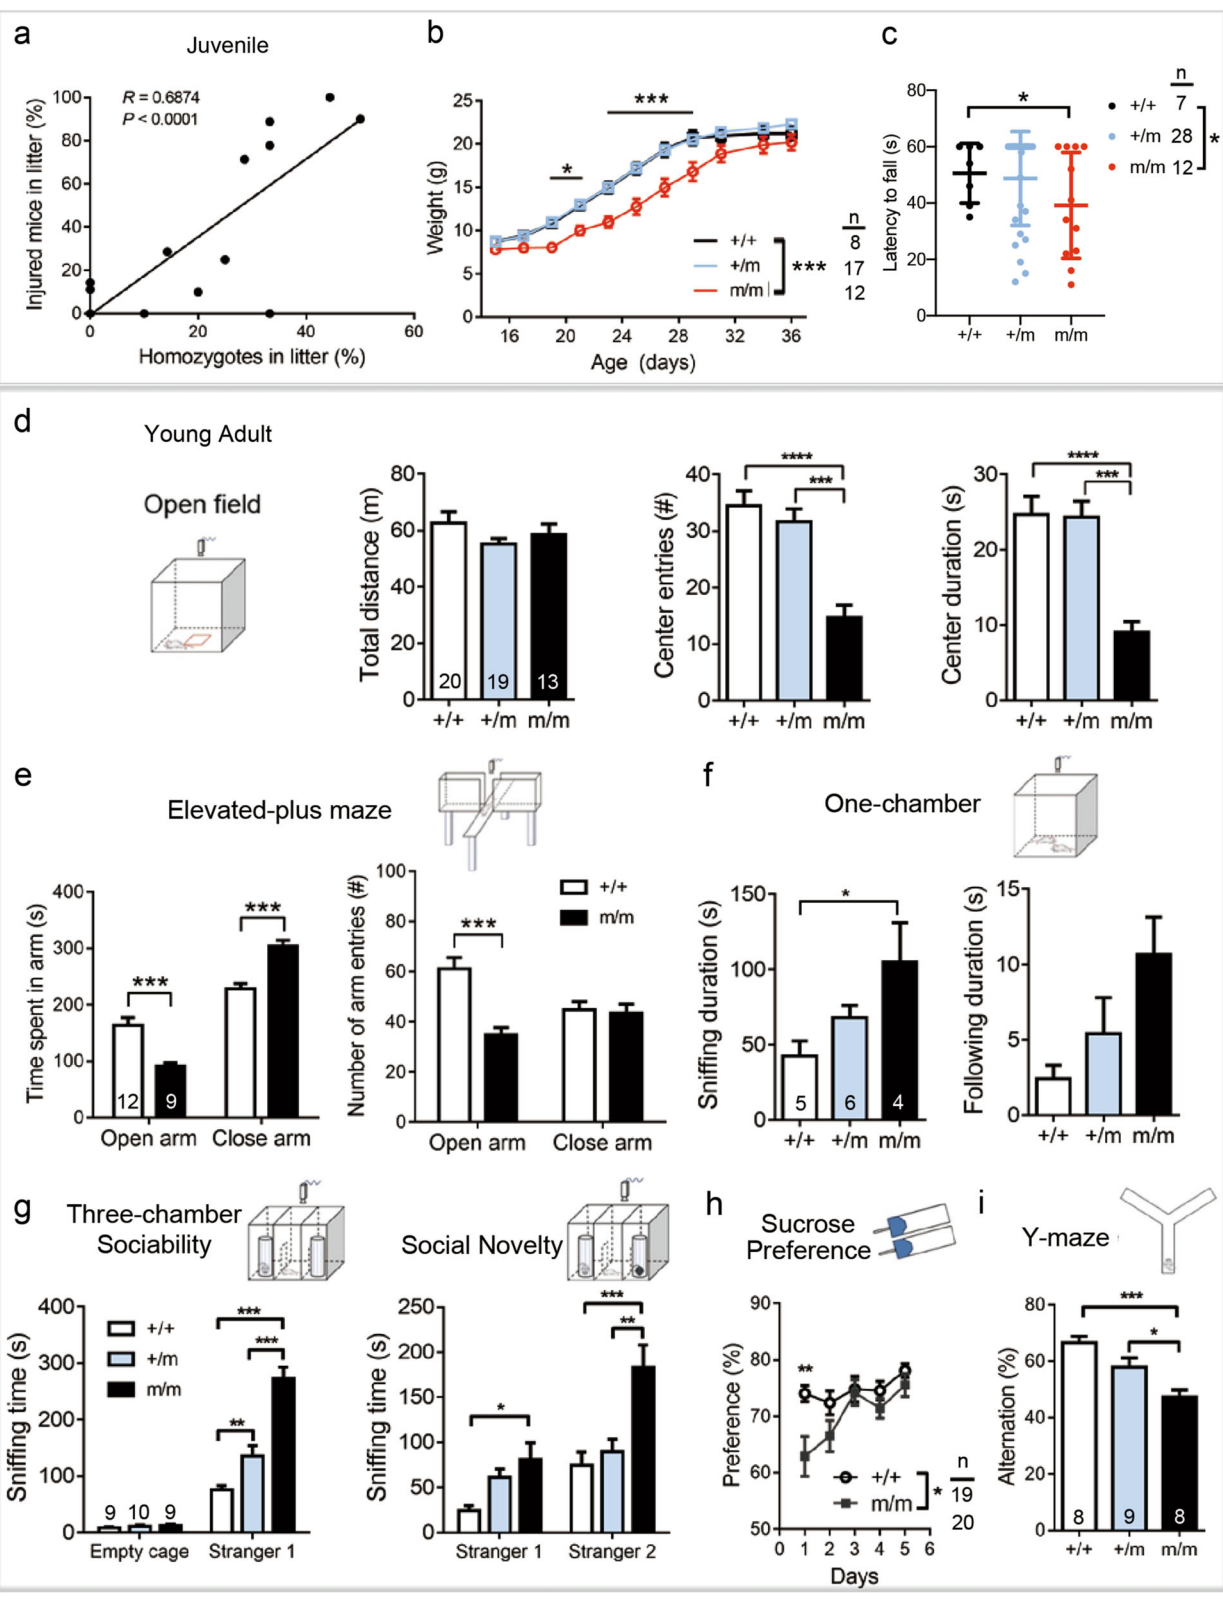 a
Juvenile
R = 0.6874
P < 0.0001
Injured mice in litter (%)
100
80
60
40
20
0
0 20 40 60
Homozygotes in litter (%)
b
***
*
Weight (g)
25
20
15
10
5
0
16 20 24 28 32 36
Age (days)
+/+
+/m
m/m
***
n
8
17
12
c
*
Latency to fall (s)
80
60
40
20
0
+/+ +/m m/m
n
+/+ 7
+/m 28
m/m 12
*
d
Young Adult
Open field
Total distance (m)
80
60
40
20
0
20 19 13
+/+ +/m m/m
****
***
Center entries (#)
40
30
20
10
0
+/+ +/m m/m
****
***
Center duration (s)
30
20
10
0
+/+ +/m m/m
e
Elevated-plus maze
Time spent in arm (s)
400
300
200
100
0
***
***
12 9
Open arm Close arm
Number of arm entries (#)
100
80
60
40
20
0
***
+/+
m/m
Open arm Close arm
f
One-chamber
Sniffing duration (s)
150
100
50
0
*
5 6 4
+/+ +/m m/m
Following duration (s)
15
10
5
0
+/+ +/m m/m
g
Three-chamber
Sociability
Sniffing time (s)
400
300
200
100
0
+/+
+/m
m/m
***
***
**
9 10 9
Empty cage Stranger 1
Social Novelty
Sniffing time (s)
250
200
150
100
50
0
***
**
*
Stranger 1 Stranger 2
h
Sucrose
Preference
Preference (%)
90
80
70
60
50
**
+/+
m/m
*
n
19
20
0 1 2 3 4 5 6
Days
i
Y-maze
Alternation (%)
80
60
40
20
0
***
*
8 9 8
+/+ +/m m/m